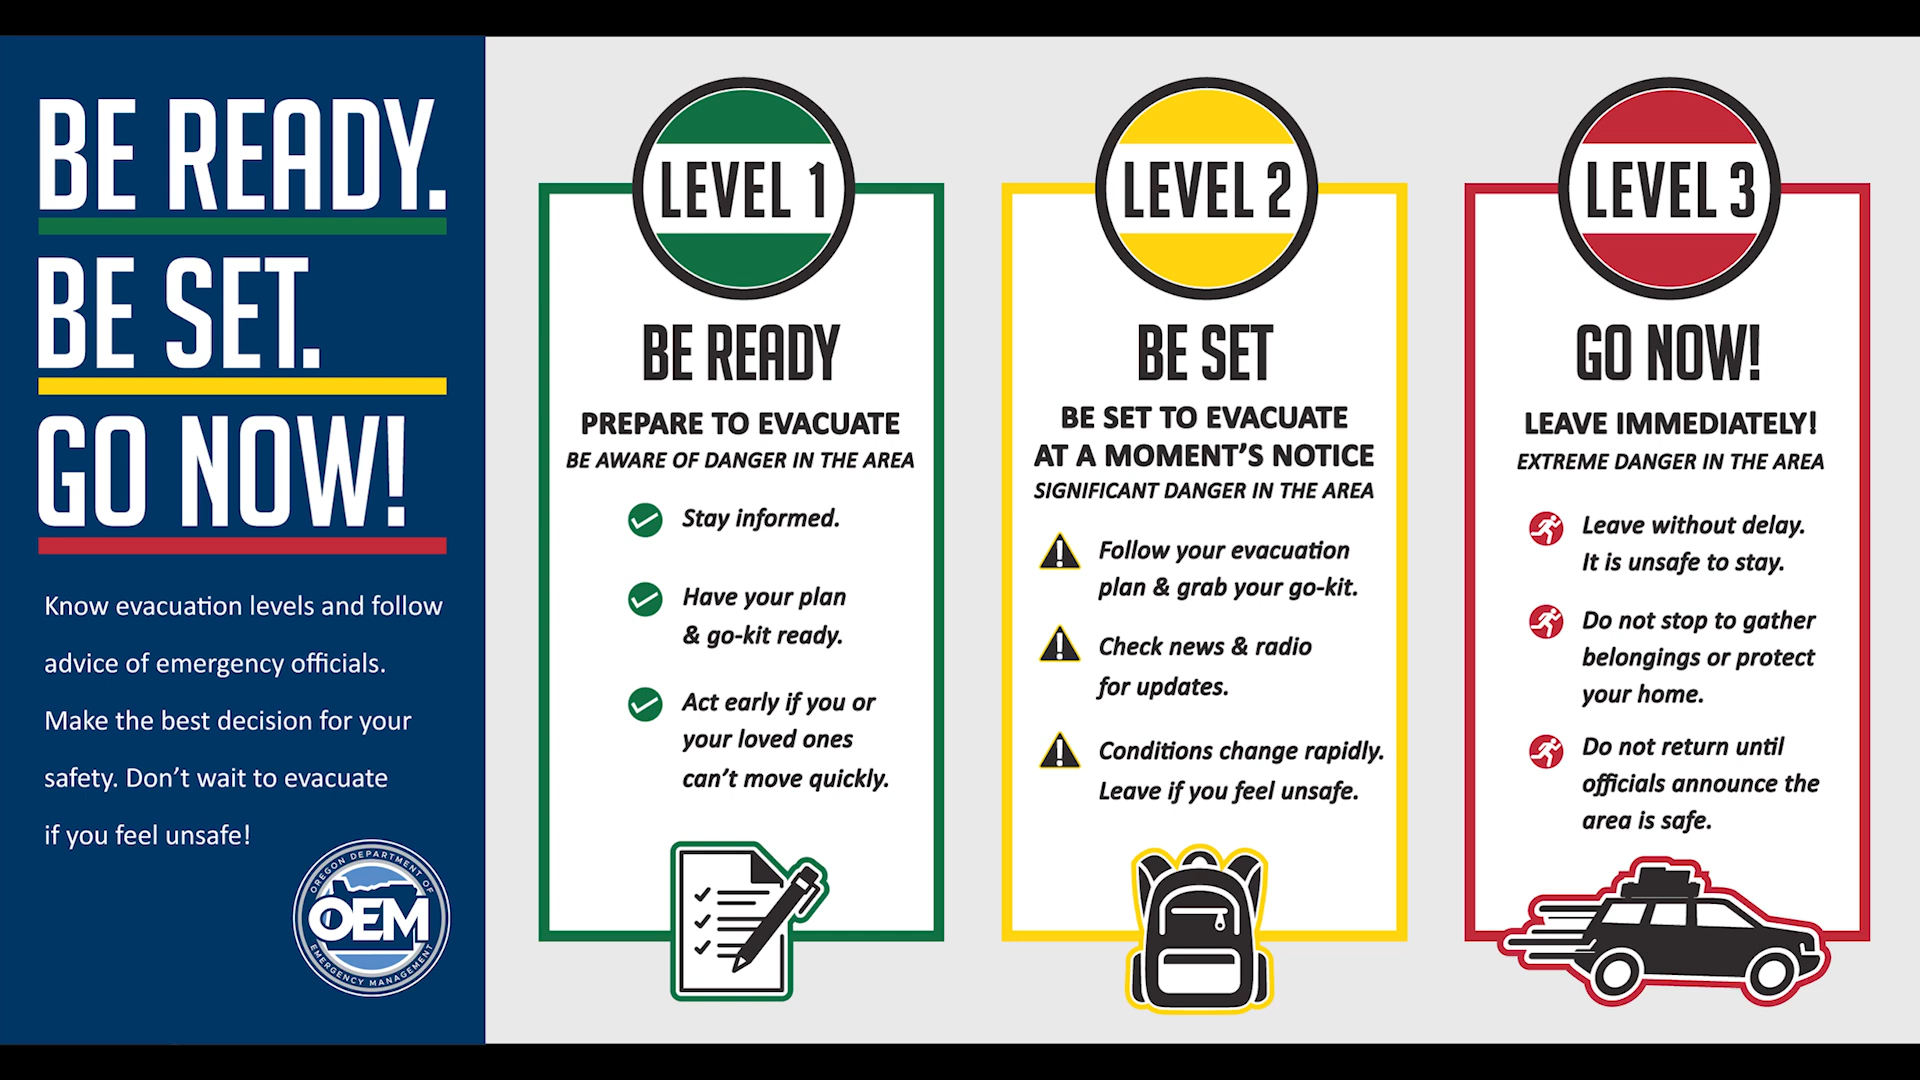 BE READY.
BE SET.
GO NOW!
Know evacuation levels and follow
advice of emergency officials.
Make the best decision for your
safety. Don't wait to evacuate
if you feel unsafe!
OREGON DEPARTMENT OF
OEM
EMERGENCY MANAGEMENT
LEVEL 1
BE READY
PREPARE TO EVACUATE
BE AWARE OF DANGER IN THE AREA
Stay informed.
Have your plan
& go-kit ready.
Act early if you or
your loved ones
can't move quickly.
LEVEL 2
BE SET
BE SET TO EVACUATE
AT A MOMENT'S NOTICE
SIGNIFICANT DANGER IN THE AREA
Follow your evacuation
plan & grab your go-kit.
Check news & radio
for updates.
Conditions change rapidly.
Leave if you feel unsafe.
LEVEL 3
GO NOW!
LEAVE IMMEDIATELY!
EXTREME DANGER IN THE AREA
Leave without delay.
It is unsafe to stay.
Do not stop to gather
belongings or protect
your home.
Do not return until
officials announce the
area is safe.